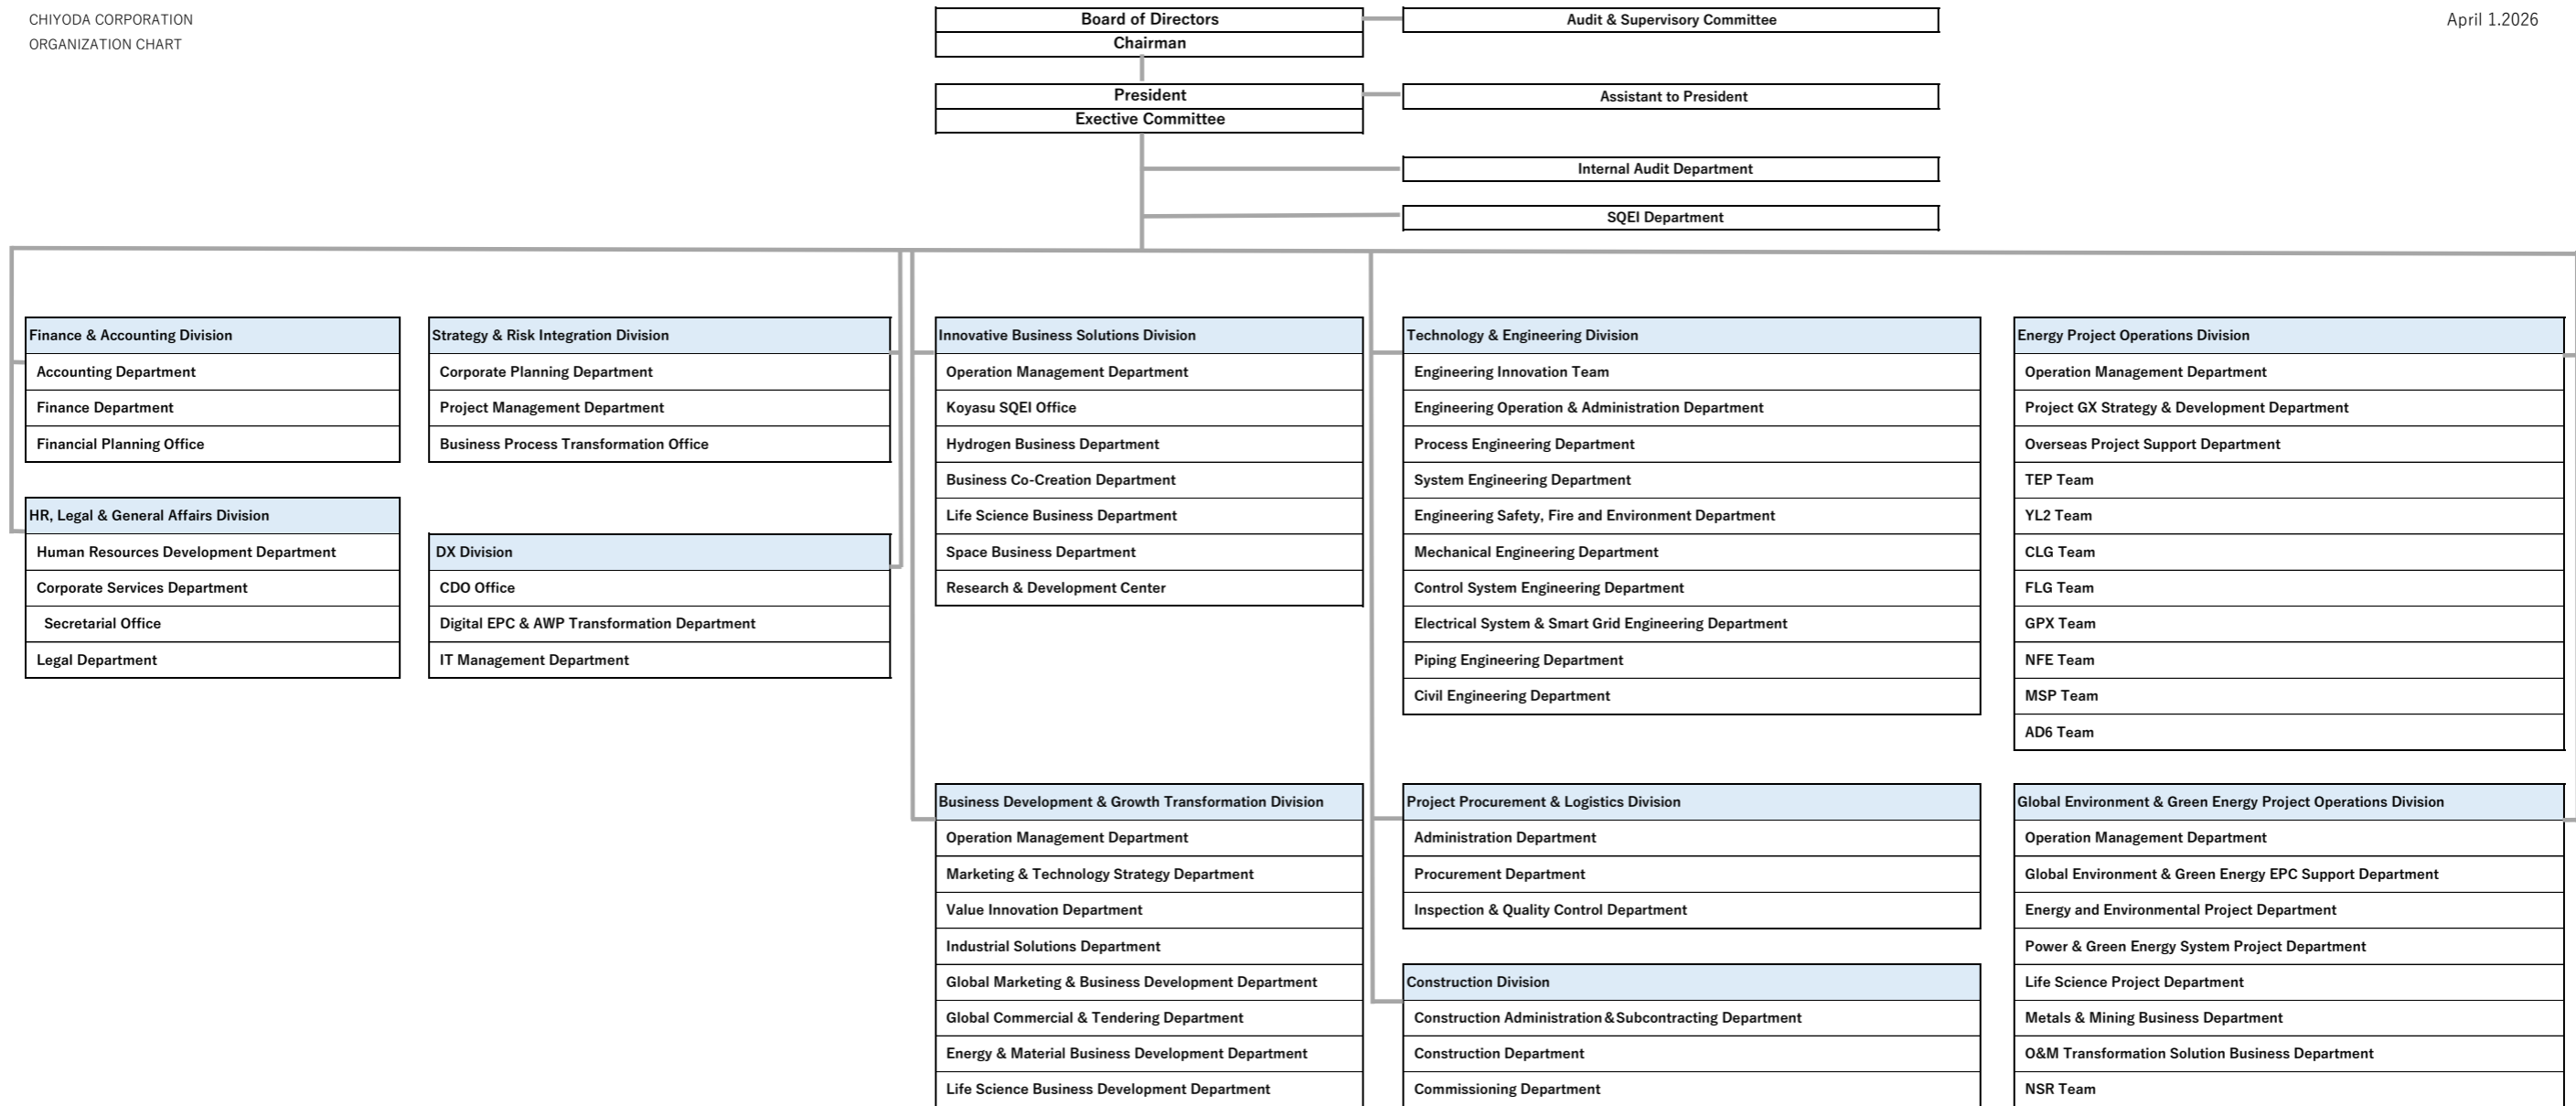 CHIYODA CORPORATION
ORGANIZATION CHART
April 1.2026
Board of Directors
Chairman
Audit & Supervisory Committee
President
Exective Committee
Assistant to President
Internal Audit Department
SQEI Department
Finance & Accounting Division
Accounting Department
Finance Department
Financial Planning Office
HR, Legal & General Affairs Division
Human Resources Development Department
Corporate Services Department
Secretarial Office
Legal Department
Strategy & Risk Integration Division
Corporate Planning Department
Project Management Department
Business Process Transformation Office
DX Division
CDO Office
Digital EPC & AWP Transformation Department
IT Management Department
Innovative Business Solutions Division
Operation Management Department
Koyasu SQEI Office
Hydrogen Business Department
Business Co-Creation Department
Life Science Business Department
Space Business Department
Research & Development Center
Business Development & Growth Transformation Division
Operation Management Department
Marketing & Technology Strategy Department
Value Innovation Department
Industrial Solutions Department
Global Marketing & Business Development Department
Global Commercial & Tendering Department
Energy & Material Business Development Department
Life Science Business Development Department
Technology & Engineering Division
Engineering Innovation Team
Engineering Operation & Administration Department
Process Engineering Department
System Engineering Department
Engineering Safety, Fire and Environment Department
Mechanical Engineering Department
Control System Engineering Department
Electrical System & Smart Grid Engineering Department
Piping Engineering Department
Civil Engineering Department
Project Procurement & Logistics Division
Administration Department
Procurement Department
Inspection & Quality Control Department
Construction Division
Construction Administration＆Subcontracting Department
Construction Department
Commissioning Department
Energy Project Operations Division
Operation Management Department
Project GX Strategy & Development Department
Overseas Project Support Department
TEP Team
YL2 Team
CLG Team
FLG Team
GPX Team
NFE Team
MSP Team
AD6 Team
Global Environment & Green Energy Project Operations Division
Operation Management Department
Global Environment & Green Energy EPC Support Department
Energy and Environmental Project Department
Power & Green Energy System Project Department
Life Science Project Department
Metals & Mining Business Department
O&M Transformation Solution Business Department
NSR Team